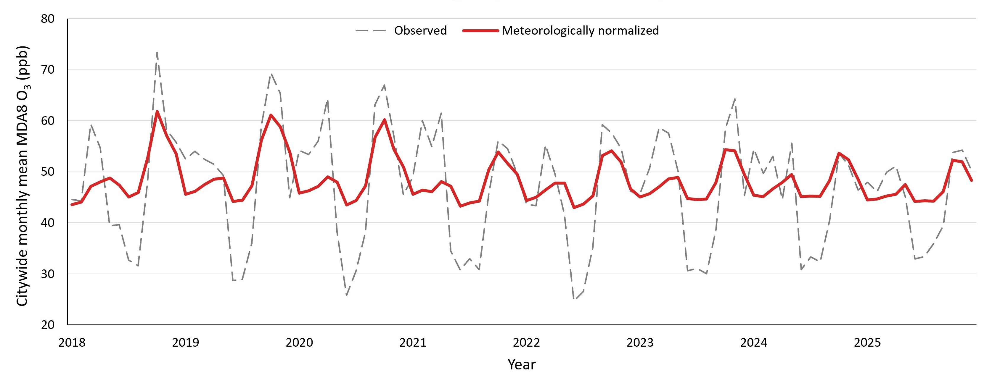 Observed
Meteorologically normalized
Citywide monthly mean MDA8 O₃ (ppb)
80
70
60
50
40
30
20
2018 2019 2020 2021 2022 2023 2024 2025
Year